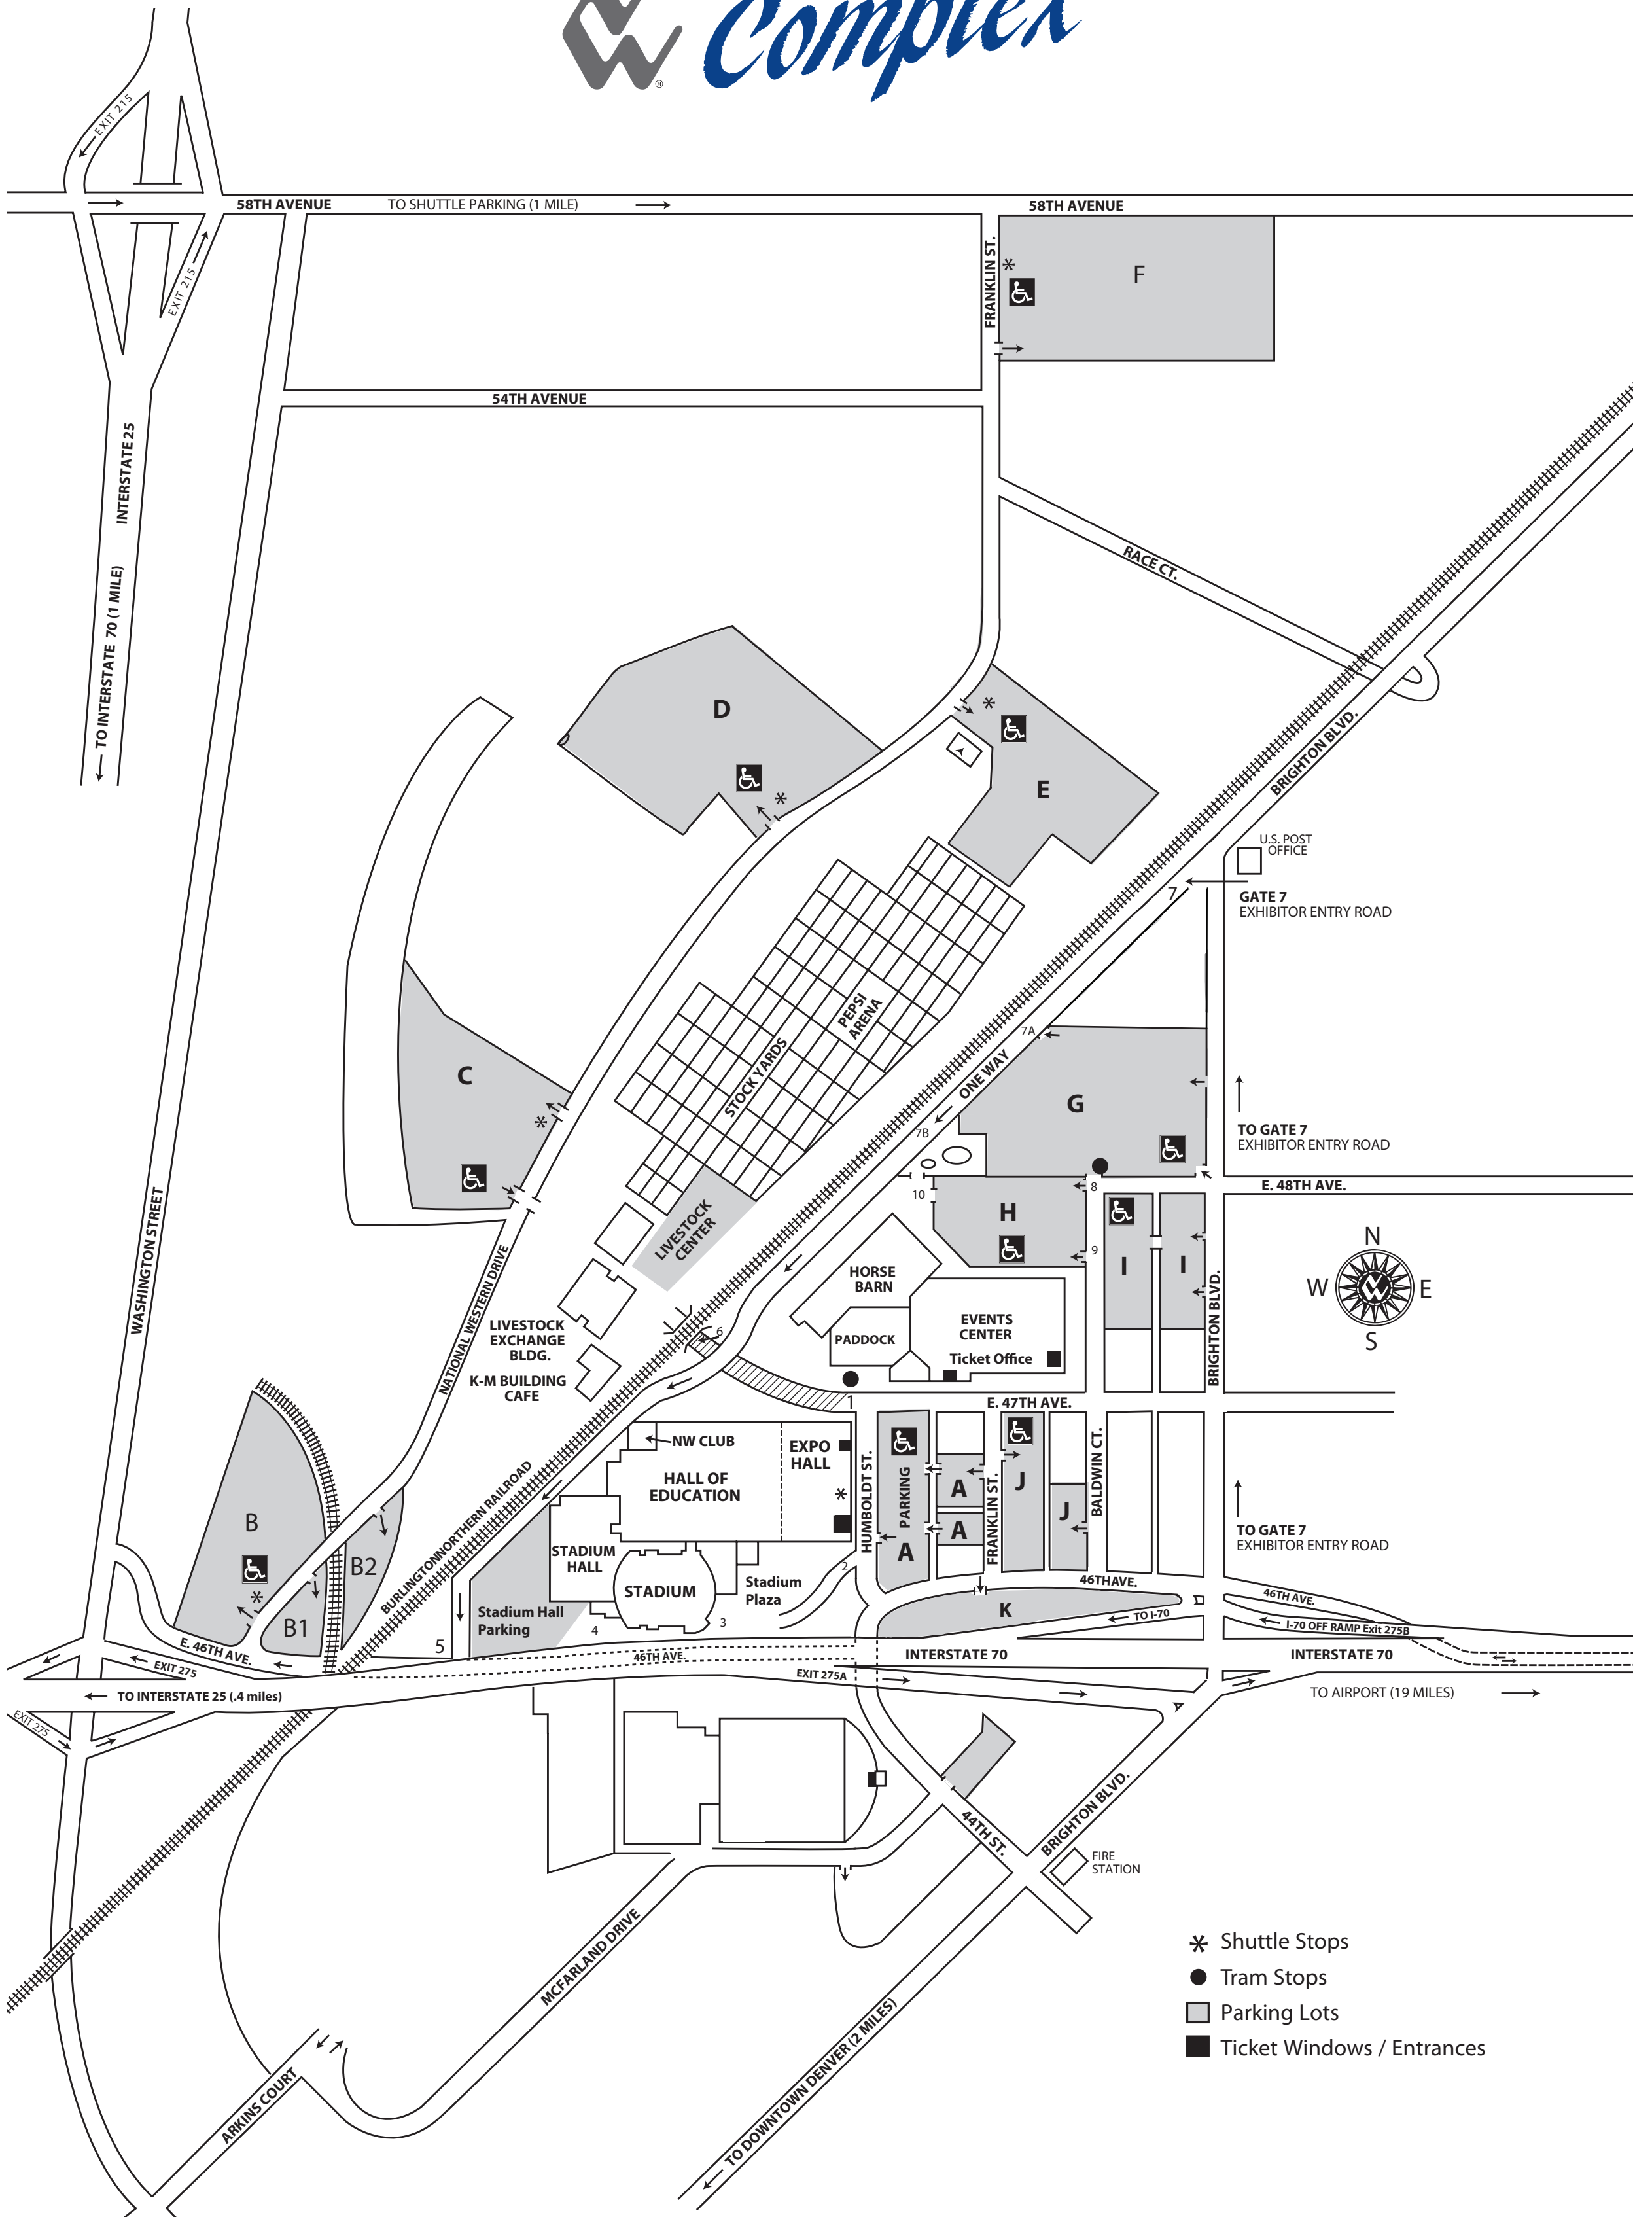 Complex
®
EXIT 215
58TH AVENUE
TO SHUTTLE PARKING (1 MILE)
58TH AVENUE
EXIT 215
FRANKLIN ST.
*
F
54TH AVENUE
INTERSTATE 25
TO INTERSTATE 70 (1 MILE)
RACE CT.
D
*
E
*
BRIGHTON BLVD.
U.S. POST
OFFICE
7
GATE 7
EXHIBITOR ENTRY ROAD
PEPSI
ARENA
STOCK YARDS
7A
ONE WAY
C
*
G
7B
TO GATE 7
EXHIBITOR ENTRY ROAD
8
10
E. 48TH AVE.
H
9
I
I
LIVESTOCK
CENTER
WASHINGTON STREET
NATIONAL WESTERN DRIVE
HORSE
BARN
N
W
E
S
BRIGHTON BLVD.
LIVESTOCK
EXCHANGE
BLDG.
6
EVENTS
CENTER
PADDOCK
Ticket Office
K-M BUILDING
CAFE
1
E. 47TH AVE.
NW CLUB
EXPO
HALL
HALL OF
EDUCATION
*
HUMBOLDT ST.
PARKING
A
A
A
FRANKLIN ST.
J
J
BALDWIN CT.
BURLINGTONNORTHERN RAILROAD
B
*
B2
B1
STADIUM
HALL
STADIUM
Stadium
Plaza
2
TO GATE 7
EXHIBITOR ENTRY ROAD
46THAVE.
46TH AVE.
K
TO I-70
I-70 OFF RAMP Exit 275B
Stadium Hall
Parking
4
3
5
E. 46TH AVE.
EXIT 275
46TH AVE.
INTERSTATE 70
INTERSTATE 70
EXIT 275A
TO INTERSTATE 25 (.4 miles)
TO AIRPORT (19 MILES)
EXIT 275
44TH ST.
BRIGHTON BLVD.
FIRE
STATION
MCFARLAND DRIVE
ARKINS COURT
TO DOWNTOWN DENVER (2 MILES)
* Shuttle Stops
Tram Stops
Parking Lots
Ticket Windows / Entrances